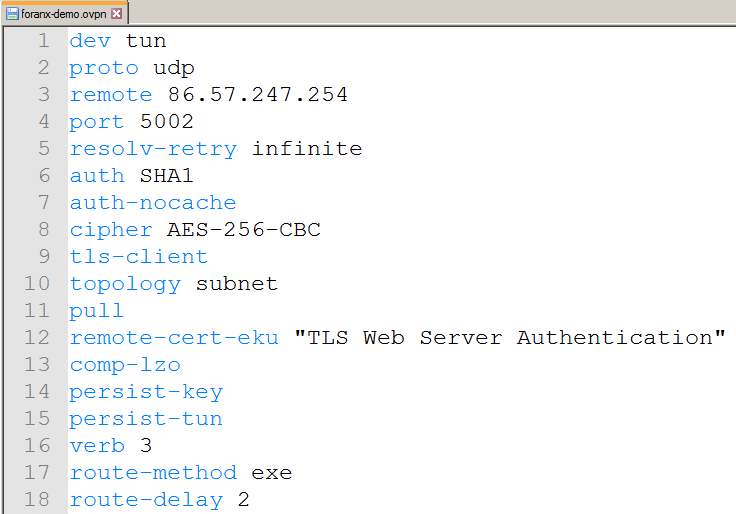 foranx-demo.ovpn
1 dev tun
2 proto udp
3 remote 86.57.247.254
4 port 5002
5 resolv-retry infinite
6 auth SHA1
7 auth-nocache
8 cipher AES-256-CBC
9 tls-client
10 topology subnet
11 pull
12 remote-cert-eku "TLS Web Server Authentication"
13 comp-lzo
14 persist-key
15 persist-tun
16 verb 3
17 route-method exe
18 route-delay 2